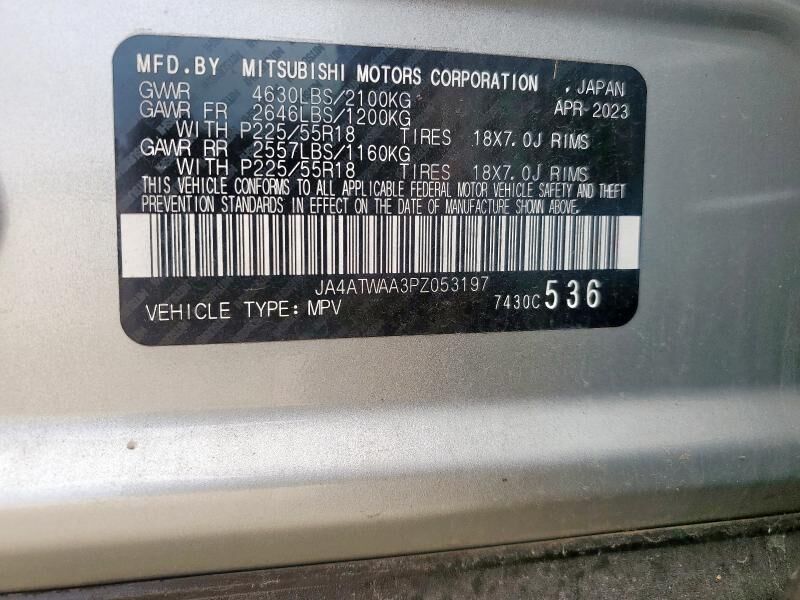 MFD.BY MITSUBISHI MOTORS CORPORATION , JAPAN
GVWR 4630LBS/2100KG APR-2023
GAWR FR 2646LBS/1200KG
WITH P225/55R18 TIRES 18X7.0J RIMS
GAWR RR 2557LBS/1160KG
WITH P225/55R18 TIRES 18X7.0J RIMS
THIS VEHICLE CONFORMS TO ALL APPLICABLE FEDERAL MOTOR VEHICLE SAFETY AND THEFT
PREVENTION STANDARDS IN EFFECT ON THE DATE OF MANUFACTURE SHOWN ABOVE.
JA4ATWAA3PZ053197
VEHICLE TYPE: MPV 7430C 536